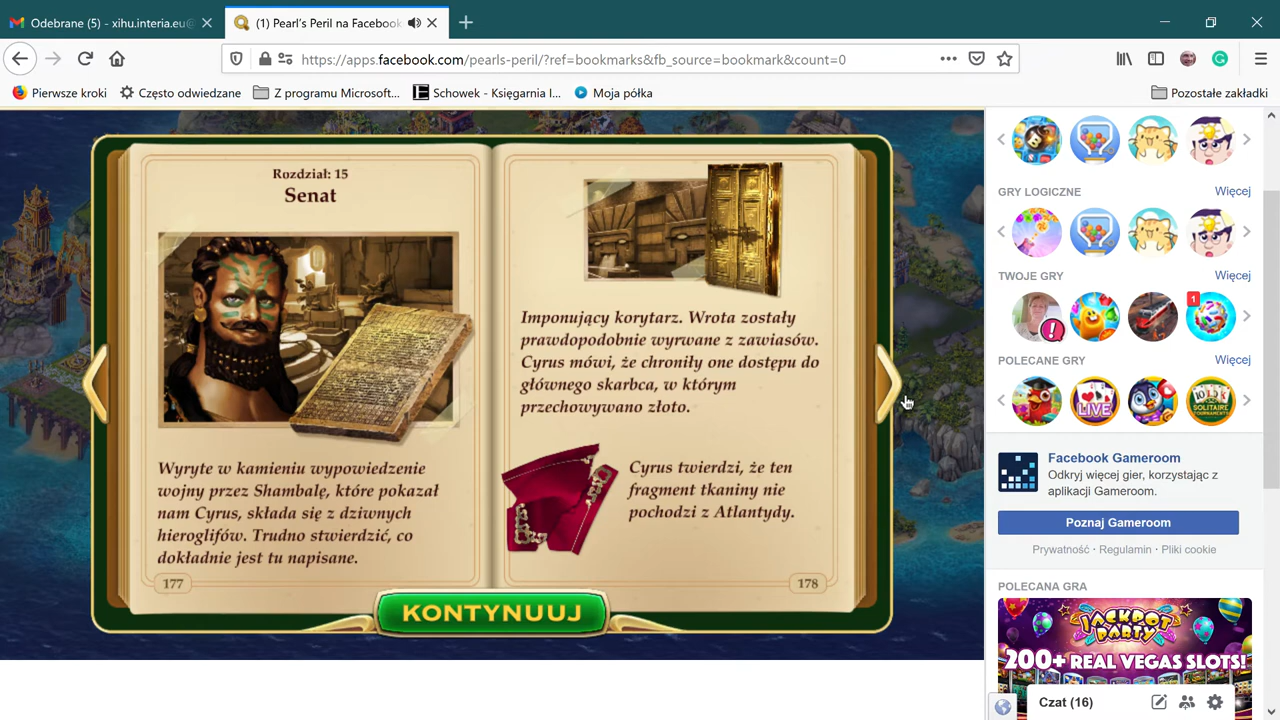 Odebrane (5) - xihu.interia.eu@
(1) Pearl's Peril na Facebook
https://apps.facebook.com/pearls-peril/?ref=bookmarks&fb_source=bookmark&count=0
Pierwsze kroki
Często odwiedzane
Z programu Microsoft...
Schowek - Księgarnia I...
Moja półka
Pozostałe zakładki
Rozdział: 15
Senat
Wyryte w kamieniu wypowiedzenie
wojny przez Shambalę, które pokazał
nam Cyrus, składa się z dziwnych
hieroglifów. Trudno stwierdzić, co
dokładnie jest tu napisane.
177
Imponujący korytarz. Wrota zostały
prawdopodobnie wyrwane z zawiasów.
Cyrus mówi, że chroniły one dostępu do
głównego skarbca, w którym
przechowywano złoto.
Cyrus twierdzi, że ten
fragment tkaniny nie
pochodzi z Atlantydy.
178
KONTYNUUJ
GRY LOGICZNE
Więcej
TWOJE GRY
Więcej
1
POLECANE GRY
Więcej
LIVE
SOLITAIRE
Facebook Gameroom
Odkryj więcej gier, korzystając z
aplikacji Gameroom.
Poznaj Gameroom
Prywatność · Regulamin · Pliki cookie
POLECANA GRA
JACKPOT
PARTY
200+ REAL VEGAS SLOTS!
Czat (16)